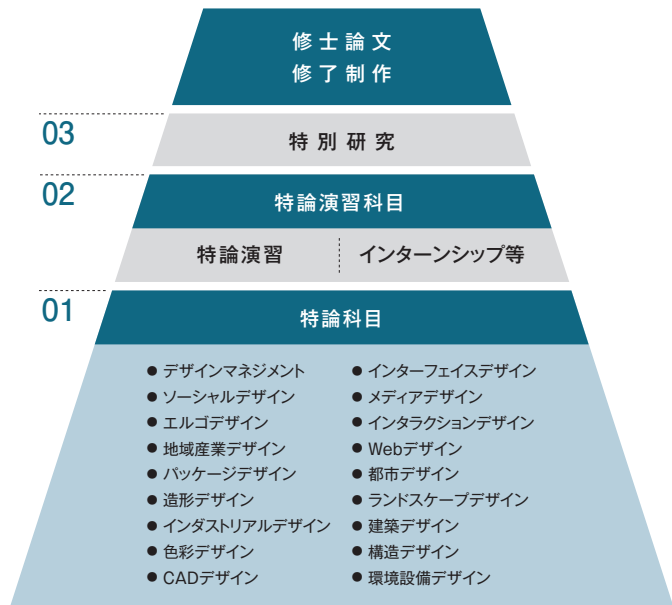 修士論文
修了制作
03
特別研究
02
特論演習科目
特論演習
インターンシップ等
01
特論科目
● デザインマネジメント
● ソーシャルデザイン
● エルゴデザイン
● 地域産業デザイン
● パッケージデザイン
● 造形デザイン
● インダストリアルデザイン
● 色彩デザイン
● CADデザイン
● インターフェイスデザイン
● メディアデザイン
● インタラクションデザイン
● Webデザイン
● 都市デザイン
● ランドスケープデザイン
● 建築デザイン
● 構造デザイン
● 環境設備デザイン